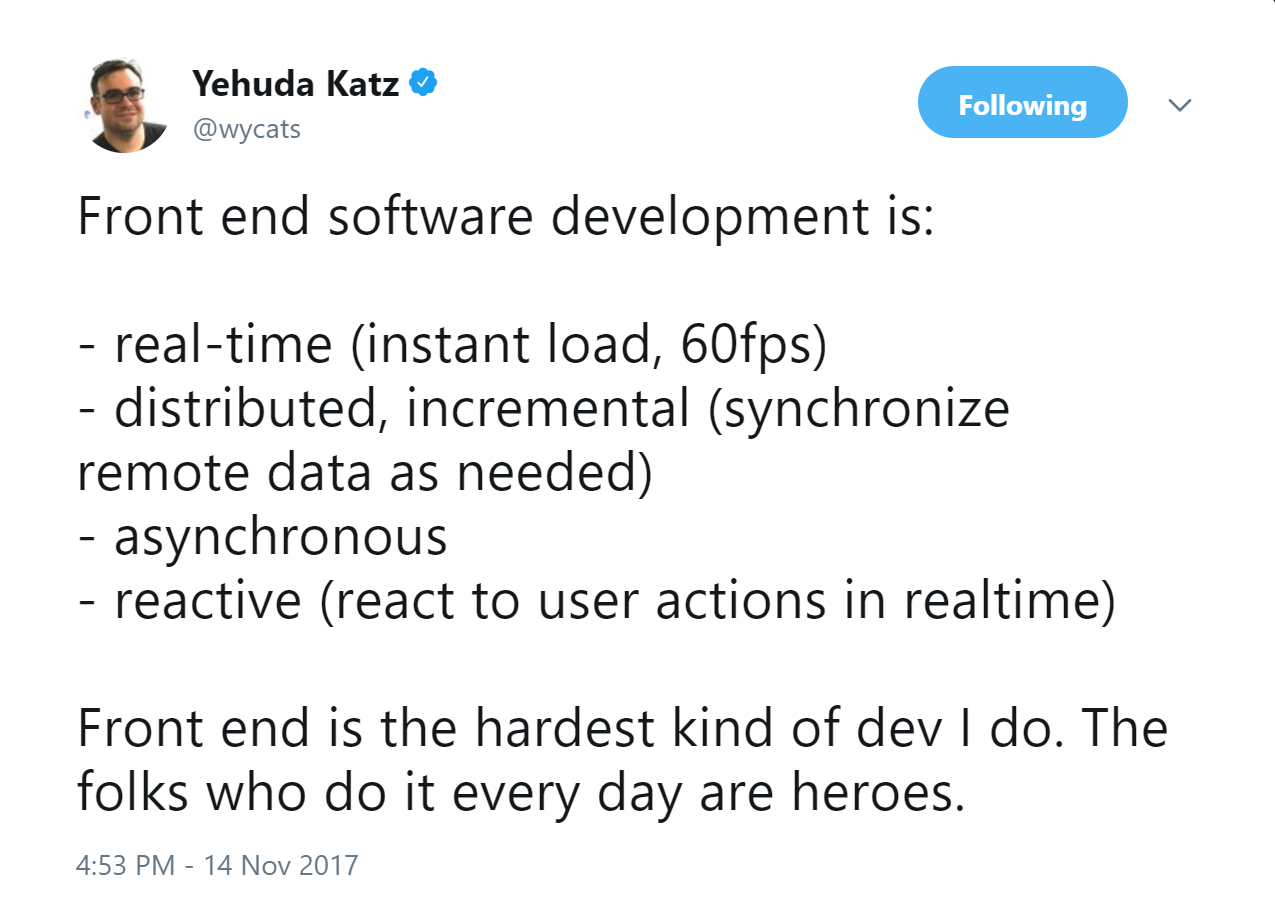 Yehuda Katz
@wycats
Following
Front end software development is:
- real-time (instant load, 60fps)
- distributed, incremental (synchronize
remote data as needed)
- asynchronous
- reactive (react to user actions in realtime)
Front end is the hardest kind of dev I do. The
folks who do it every day are heroes.
4:53 PM - 14 Nov 2017